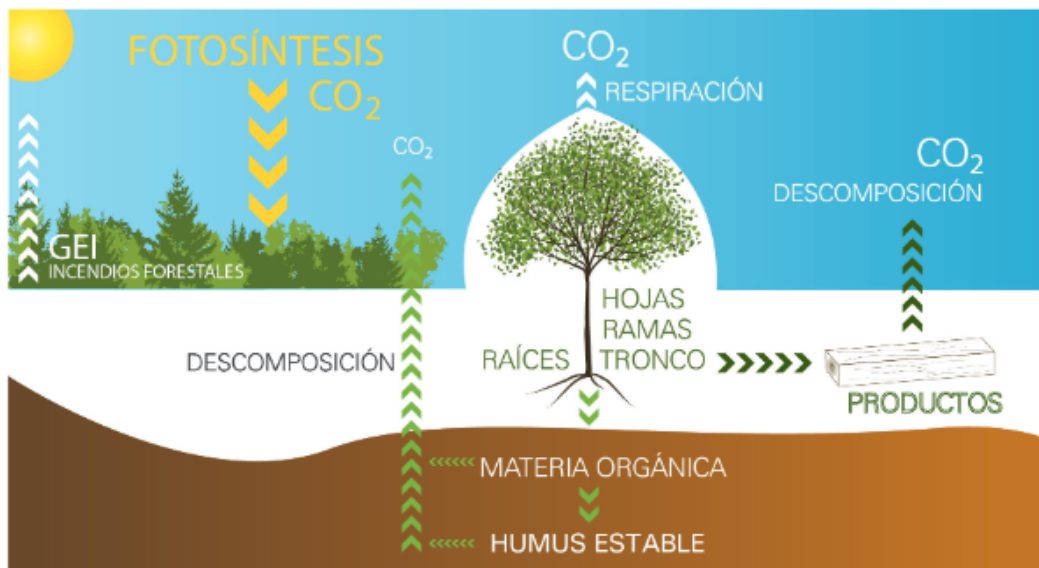 FOTOSÍNTESIS
CO₂
CO₂
RESPIRACIÓN
CO₂
CO₂
DESCOMPOSICIÓN
GEI
INCENDIOS FORESTALES
HOJAS
RAMAS
RAÍCES TRONCO
DESCOMPOSICIÓN
PRODUCTOS
MATERIA ORGÁNICA
HUMUS ESTABLE